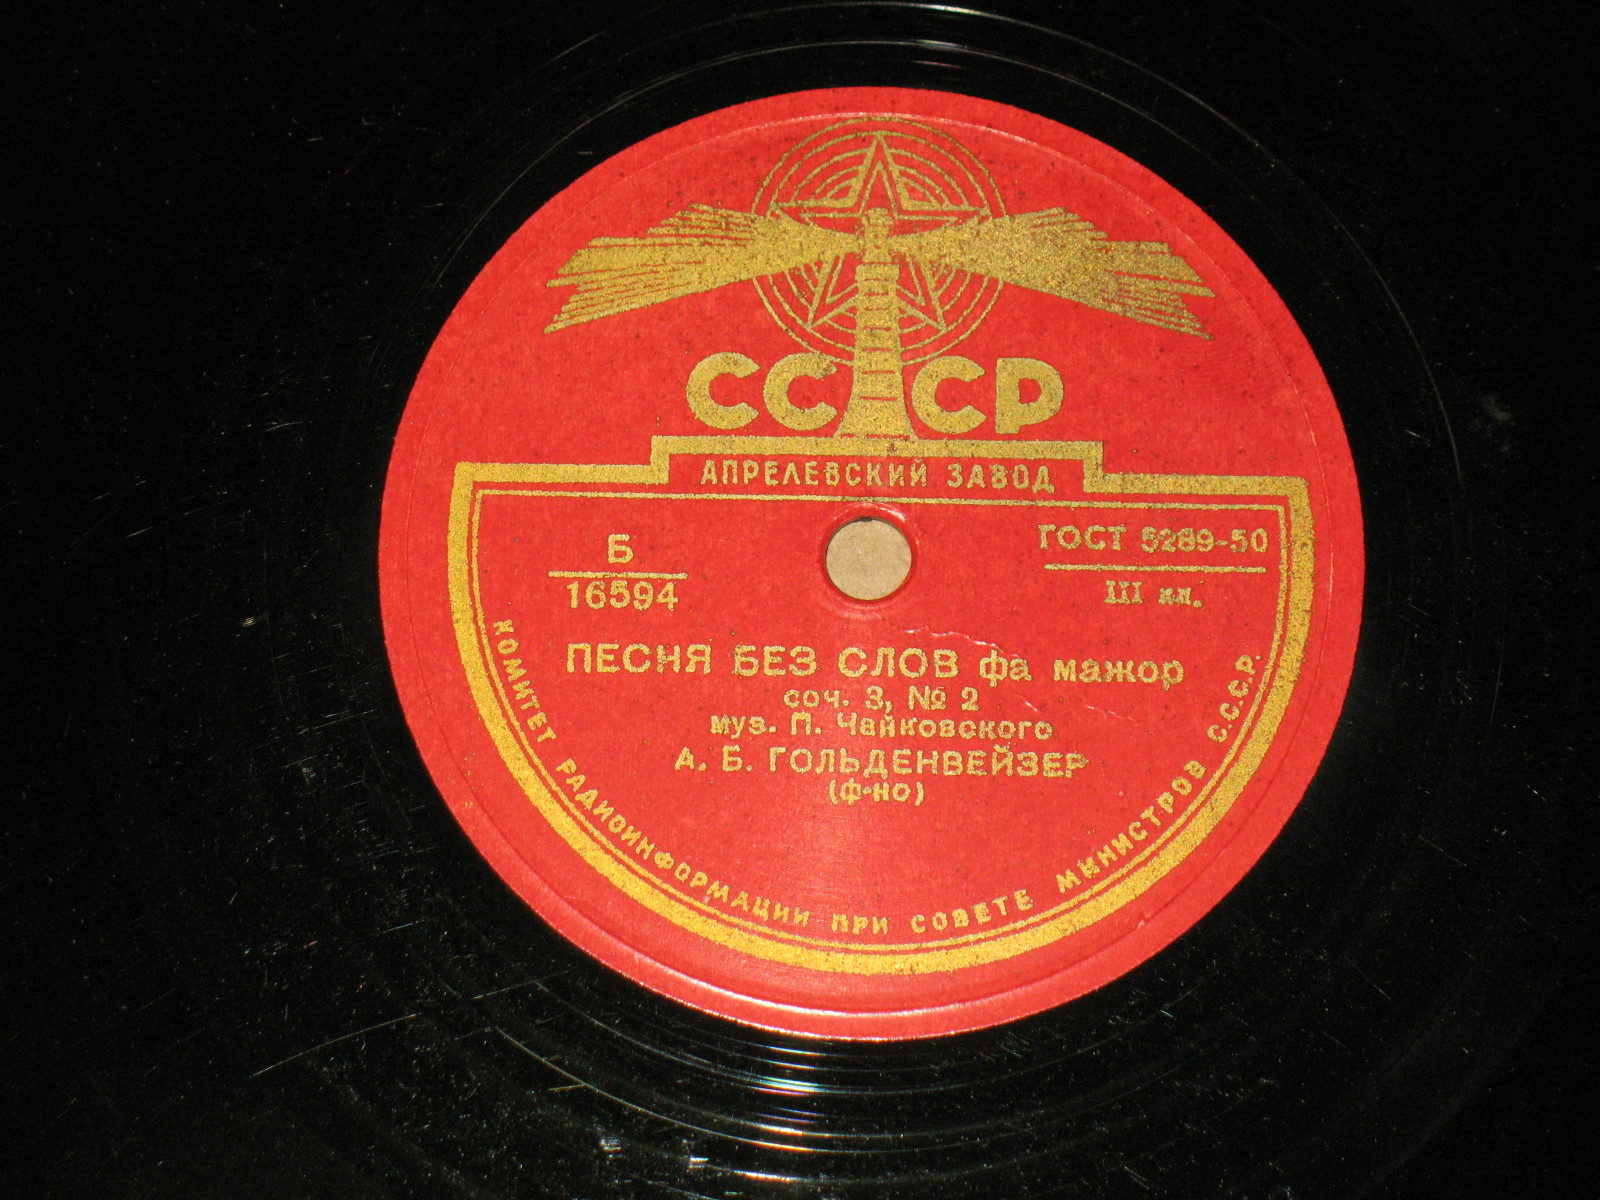 СССР
АПРЕЛЕВСКИЙ ЗАВОД
Б
16594
ГОСТ 5289-50
III кл.
ПЕСНЯ БЕЗ СЛОВ фа мажор
соч. 3, № 2
муз. П. Чайковского
А. Б. ГОЛЬДЕНВЕЙЗЕР
(ф-но)
КОМИТЕТ РАДИОИНФОРМАЦИИ ПРИ СОВЕТЕ МИНИСТРОВ С.С.С.Р.